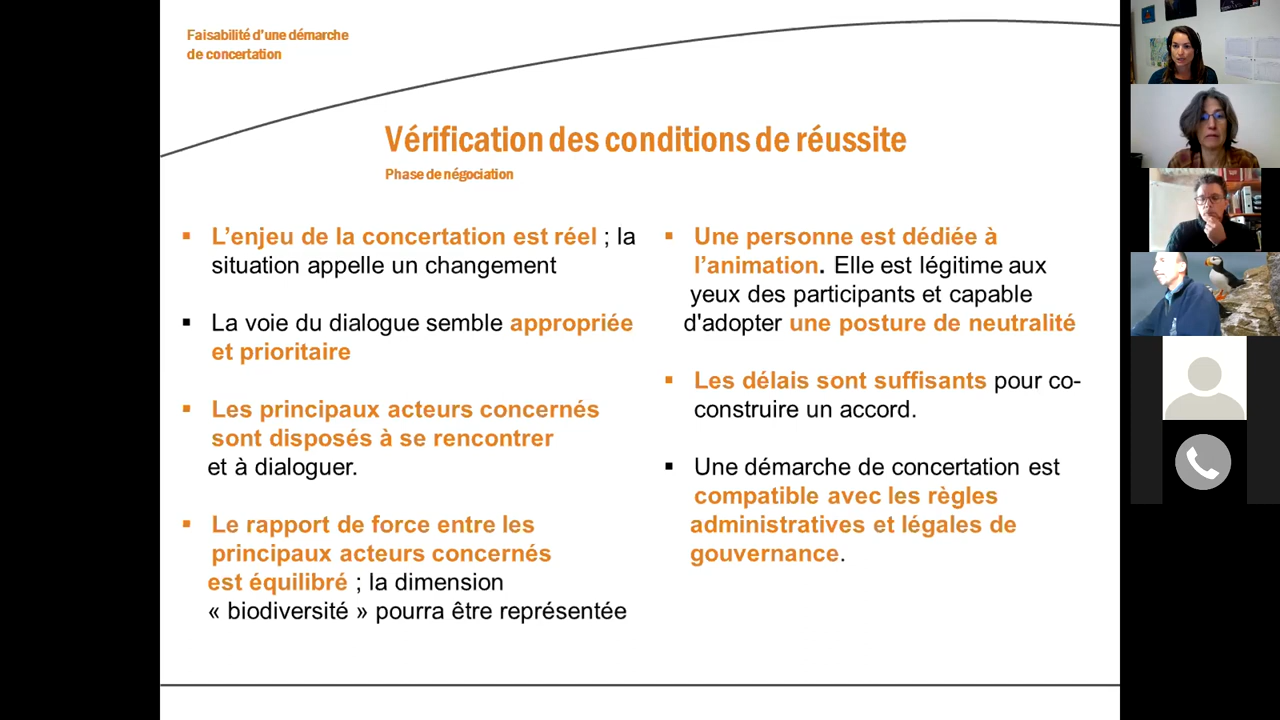 Faisabilité d'une démarche
de concertation
Vérification des conditions de réussite
Phase de négociation
▪ L’enjeu de la concertation est réel ; la
situation appelle un changement
▪ La voie du dialogue semble appropriée
et prioritaire
▪ Les principaux acteurs concernés
sont disposés à se rencontrer
et à dialoguer.
▪ Le rapport de force entre les
principaux acteurs concernés
est équilibré ; la dimension
« biodiversité » pourra être représentée
▪ Une personne est dédiée à
l’animation. Elle est légitime aux
yeux des participants et capable
d'adopter une posture de neutralité
▪ Les délais sont suffisants pour co-
construire un accord.
▪ Une démarche de concertation est
compatible avec les règles
administratives et légales de
gouvernance.